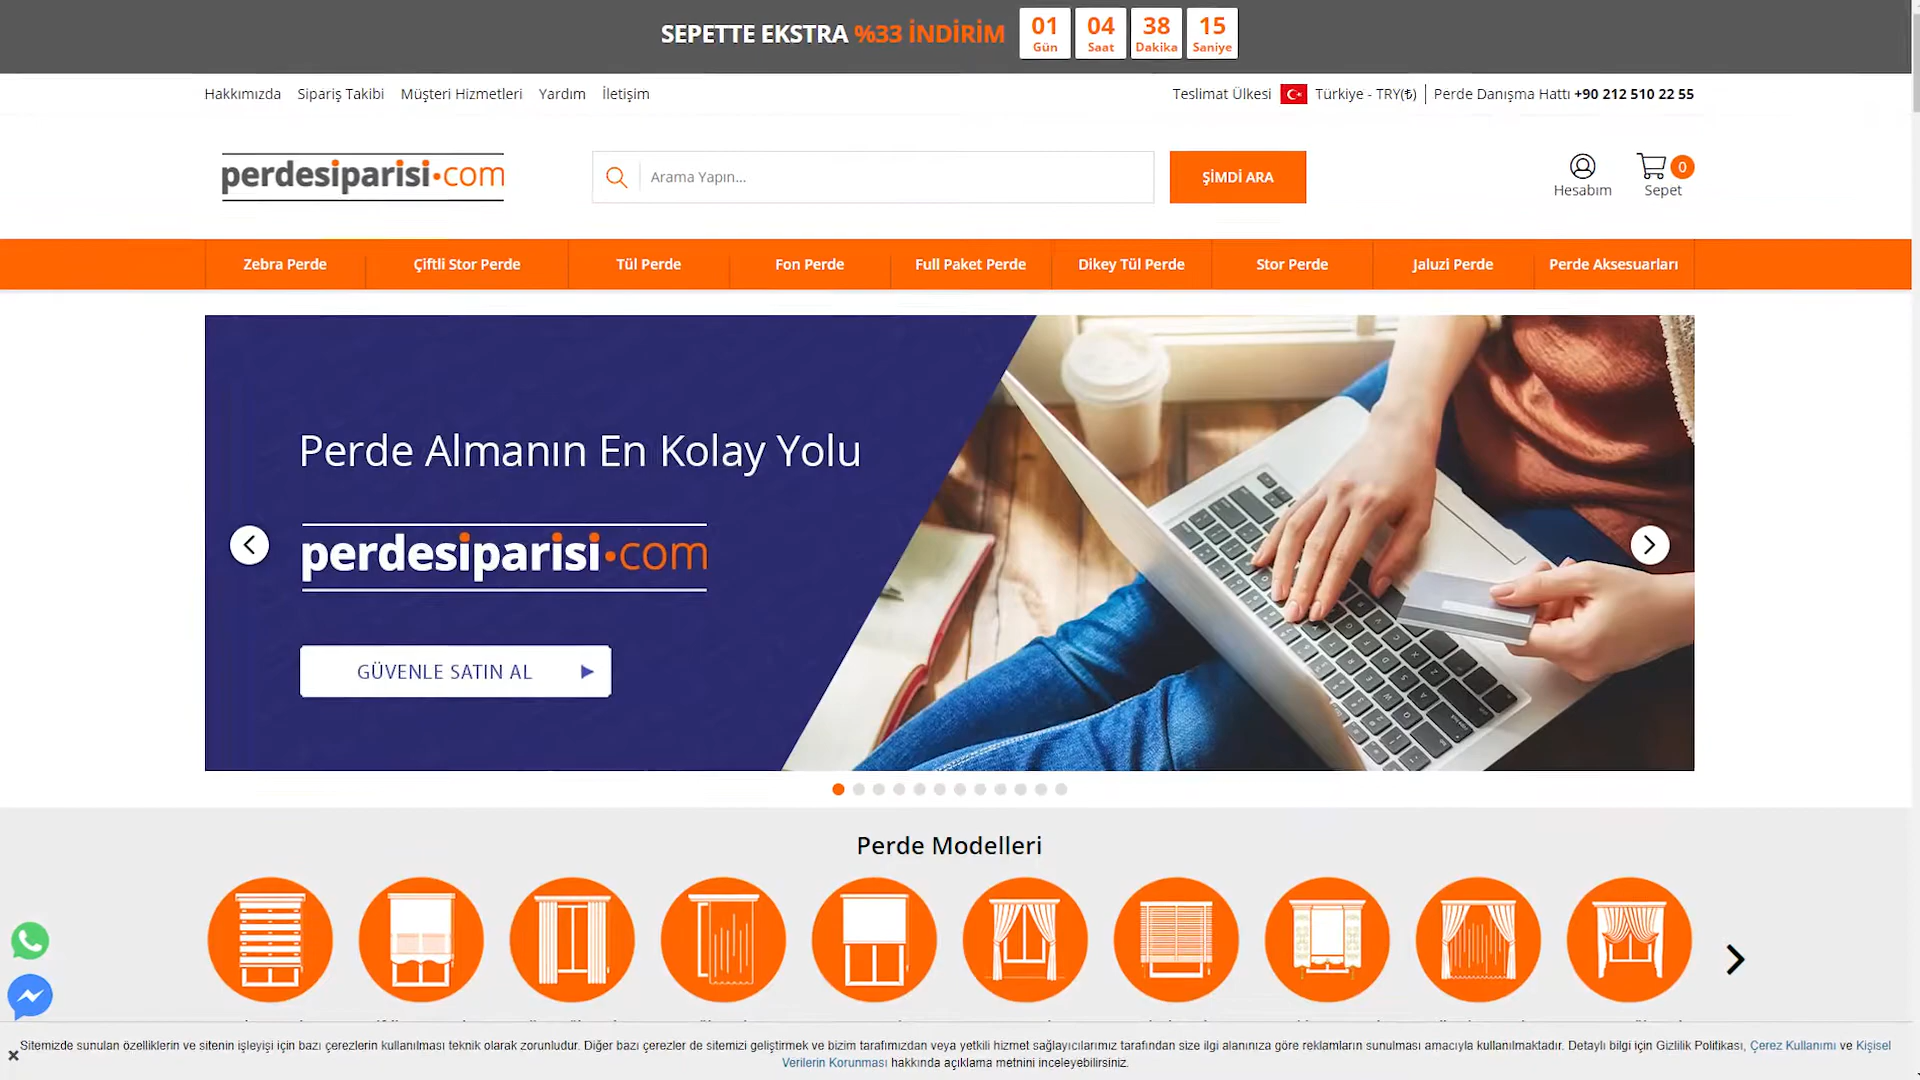 SEPETTE EKSTRA %33 İNDİRİM
01 04 38 15
Gün Saat Dakika Saniye
Hakkımızda Sipariş Takibi Müşteri Hizmetleri Yardım İletişim
Teslimat Ülkesi Türkiye - TRY(₺) Perde Danışma Hattı +90 212 510 22 55
perdesiparisi•com
Arama Yapın...
ŞİMDİ ARA
0
Hesabım Sepet
Zebra Perde Çiftli Stor Perde Tül Perde Fon Perde Full Paket Perde Dikey Tül Perde Stor Perde Jaluzi Perde Perde Aksesuarları
Perde Almanın En Kolay Yolu
perdesiparisi•com
GÜVENLE SATIN AL
Perde Modelleri
Sitemizde sunulan özelliklerin ve sitenin işleyişi için bazı çerezlerin kullanılması teknik olarak zorunludur. Diğer bazı çerezler de sitemizi geliştirmek ve bizim tarafımızdan veya yetkili hizmet sağlayıcılarımız tarafından size ilgi alanınıza göre reklamların sunulması amacıyla kullanılmaktadır. Detaylı bilgi için Gizlilik Politikası, Çerez Kullanımı ve Kişisel
Verilerin Korunması hakkında açıklama metnini inceleyebilirsiniz.